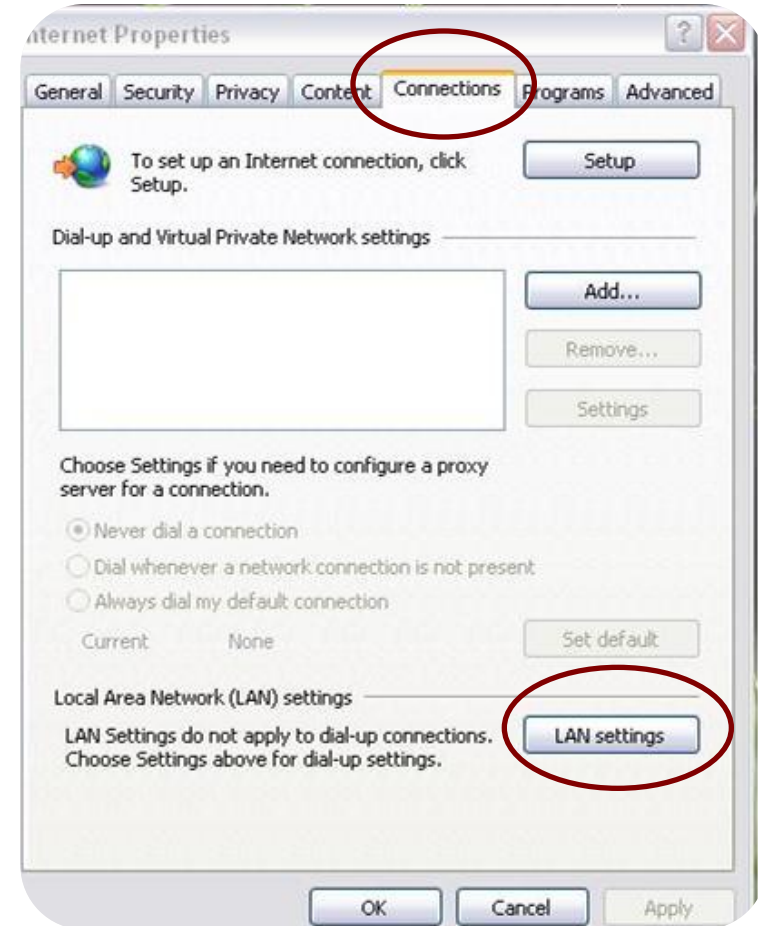 nternet Properties
General Security Privacy Content Connections Programs Advanced
To set up an Internet connection, click
Setup.
Setup
Dial-up and Virtual Private Network settings
Add...
Remove...
Settings
Choose Settings if you need to configure a proxy
server for a connection.
Never dial a connection
Dial whenever a network connection is not present
Always dial my default connection
Current None
Set default
Local Area Network (LAN) settings
LAN Settings do not apply to dial-up connections.
Choose Settings above for dial-up settings.
LAN settings
OK Cancel Apply